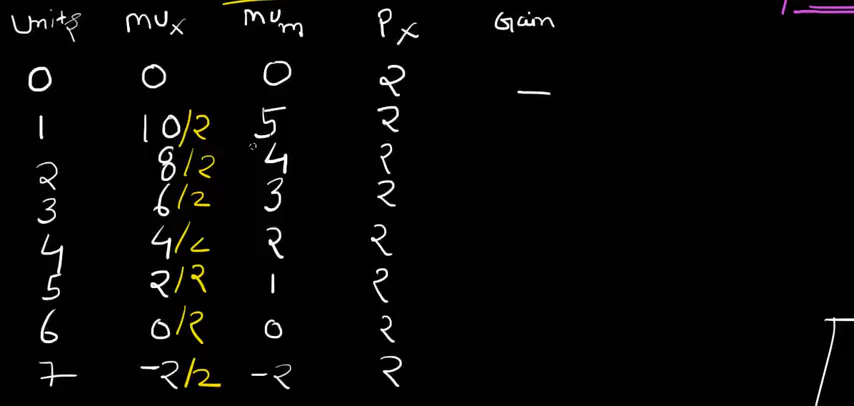 Units MUx MUm Px Gain
0 0 0 2 —
1 10/2 5 2
2 8/2 4 2
3 6/2 3 2
4 4/2 2 2
5 2/2 1 2
6 0/2 0 2
7 -2/2 -2 2